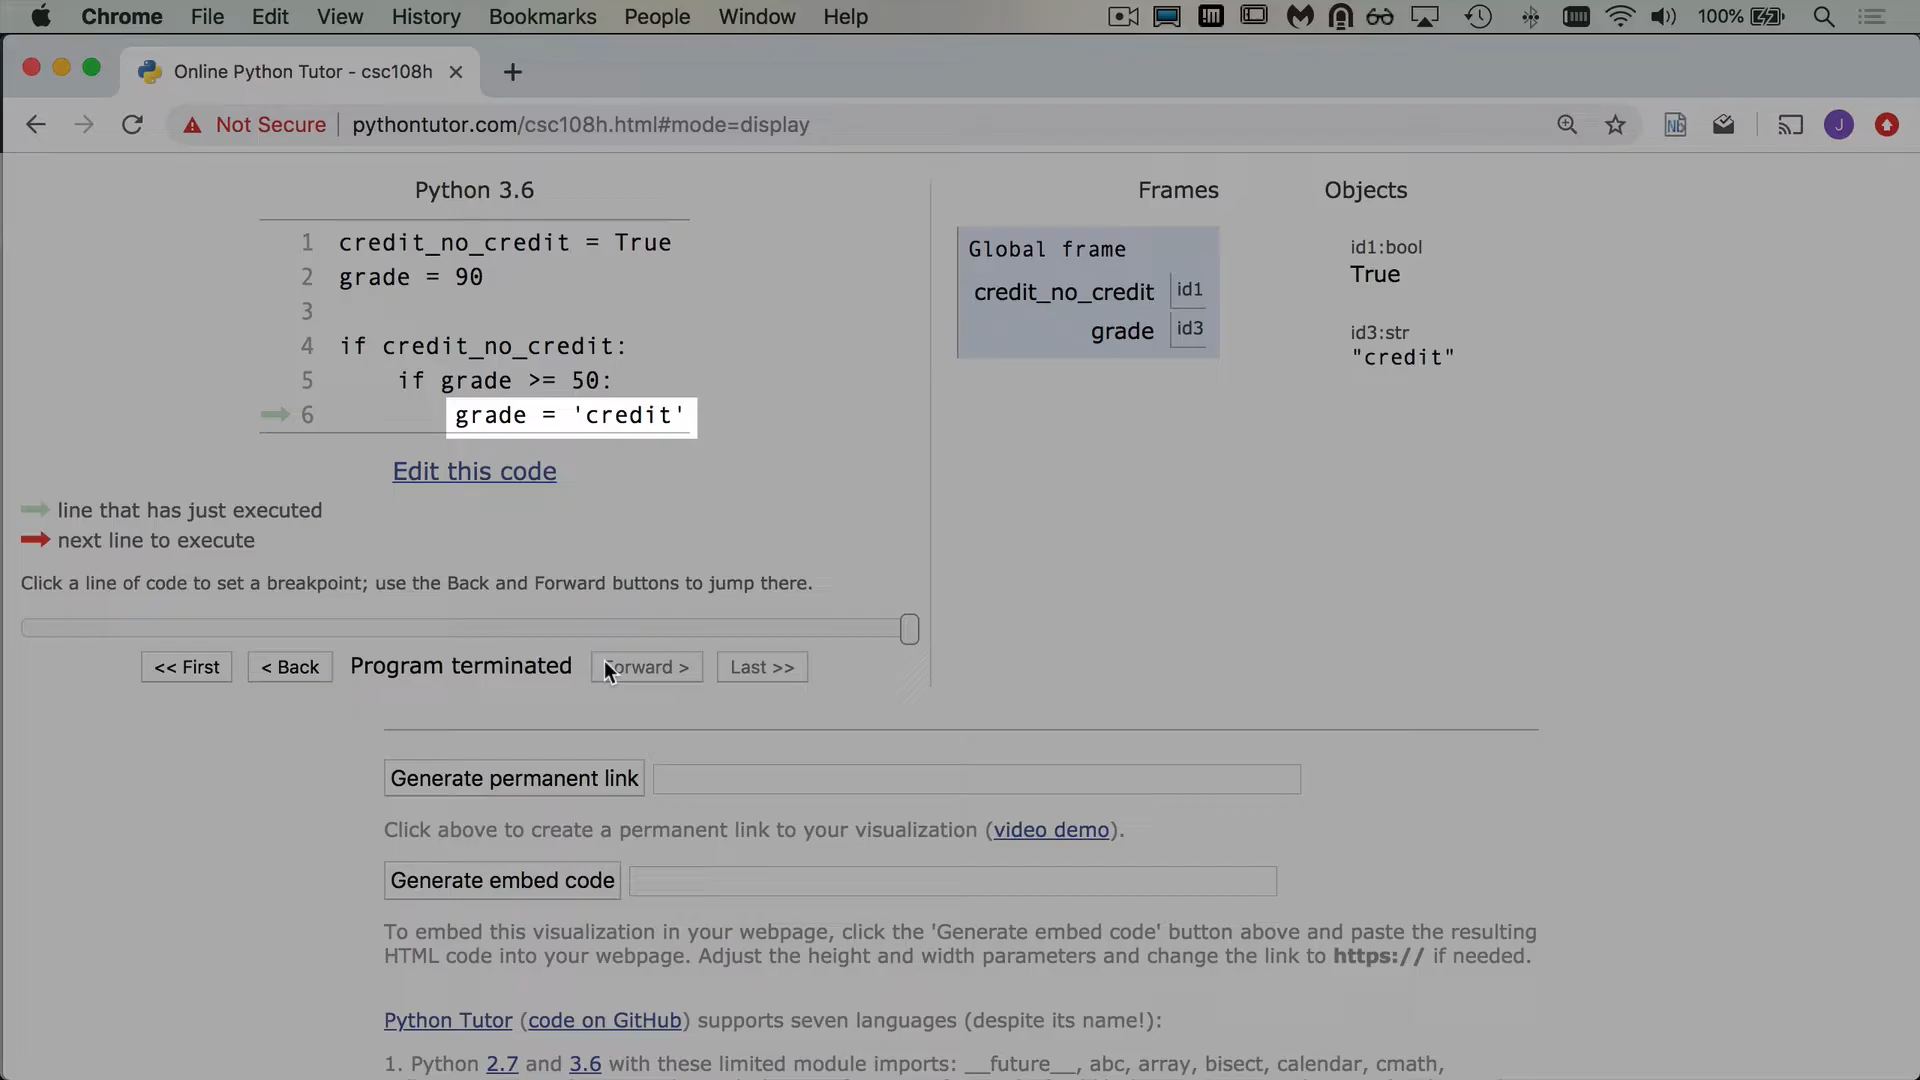 Chrome File Edit View History Bookmarks People Window Help 100%
Online Python Tutor - csc108h
Not Secure | pythontutor.com/csc108h.html#mode=display Nb J
Python 3.6
1 credit_no_credit = True
2 grade = 90
3
4 if credit_no_credit:
5 if grade >= 50:
6 grade = 'credit'
Edit this code
line that has just executed
next line to execute
Click a line of code to set a breakpoint; use the Back and Forward buttons to jump there.
<< First < Back Program terminated Forward > Last >>
Frames Objects
Global frame
credit_no_credit id1
grade id3
id1:bool
True
id3:str
"credit"
Generate permanent link
Click above to create a permanent link to your visualization (video demo).
Generate embed code
To embed this visualization in your webpage, click the 'Generate embed code' button above and paste the resulting
HTML code into your webpage. Adjust the height and width parameters and change the link to https:// if needed.
Python Tutor (code on GitHub) supports seven languages (despite its name!):
1. Python 2.7 and 3.6 with these limited module imports: __future__, abc, array, bisect, calendar, cmath,